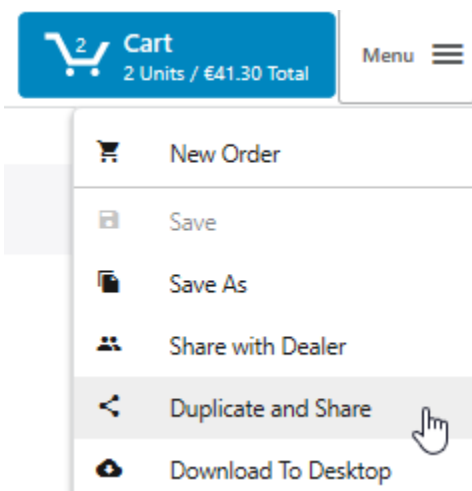 2
Cart
2 Units / €41.30 Total
Menu
New Order
Save
Save As
Share with Dealer
Duplicate and Share
Download To Desktop